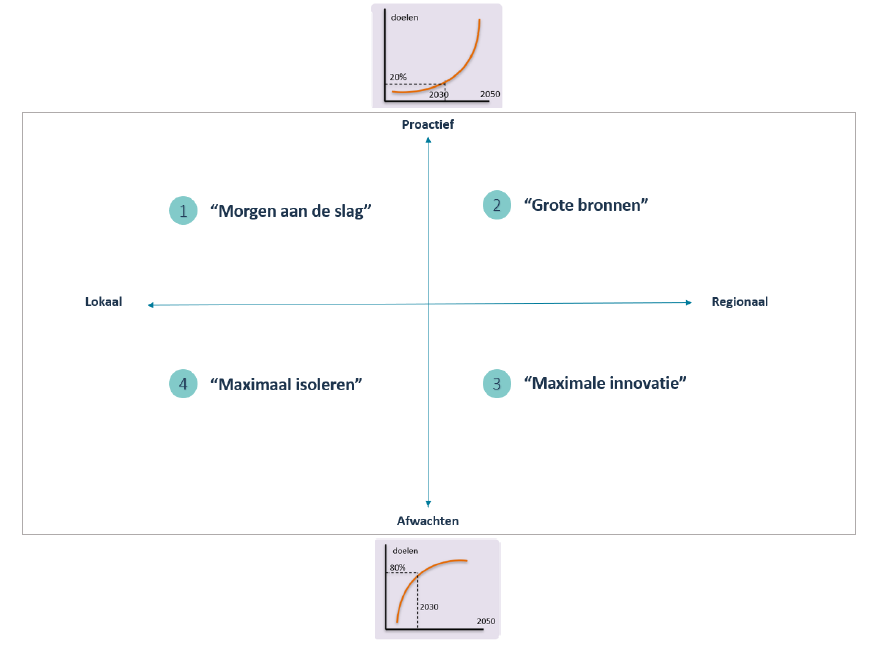 doelen
20%
2030
2050
Proactief
1 “Morgen aan de slag”
2 “Grote bronnen”
Lokaal
Regionaal
4 “Maximaal isoleren”
3 “Maximale innovatie”
Afwachten
doelen
80%
2030
2050